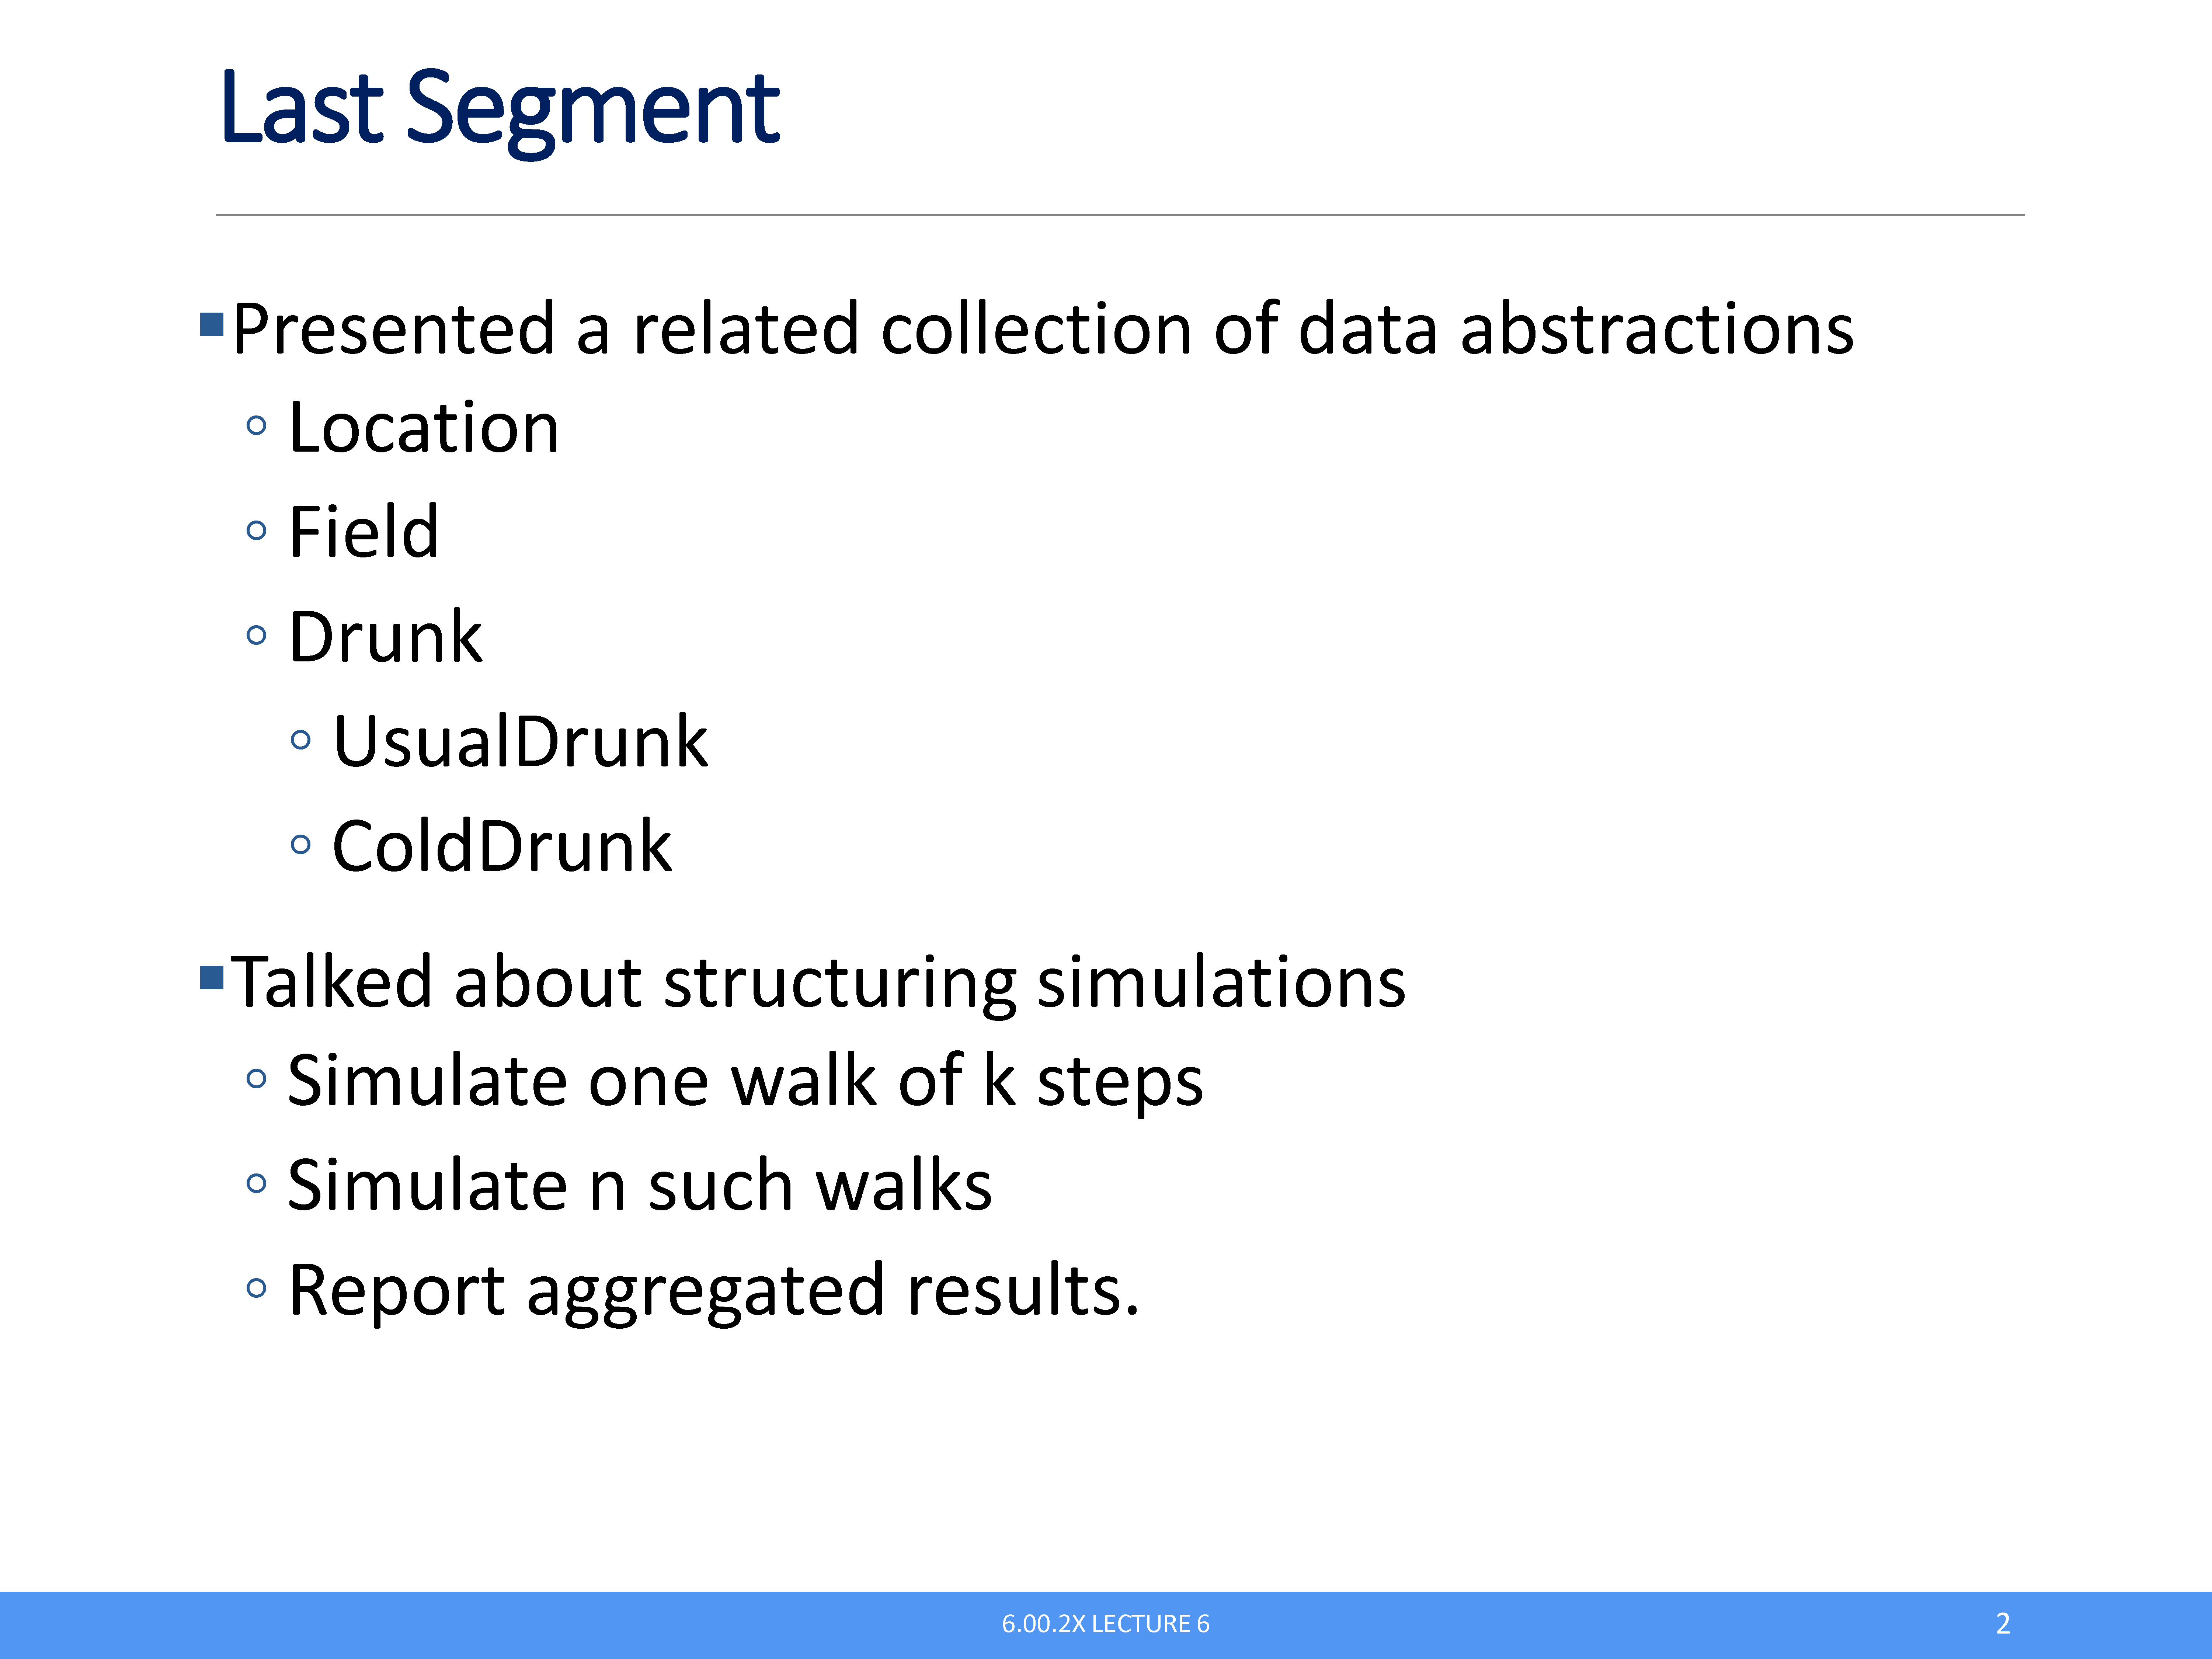 Last Segment
▪Presented a related collection of data abstractions
◦ Location
◦ Field
◦ Drunk
◦ UsualDrunk
◦ ColdDrunk
▪Talked about structuring simulations
◦ Simulate one walk of k steps
◦ Simulate n such walks
◦ Report aggregated results.
6.00.2X LECTURE 6
2